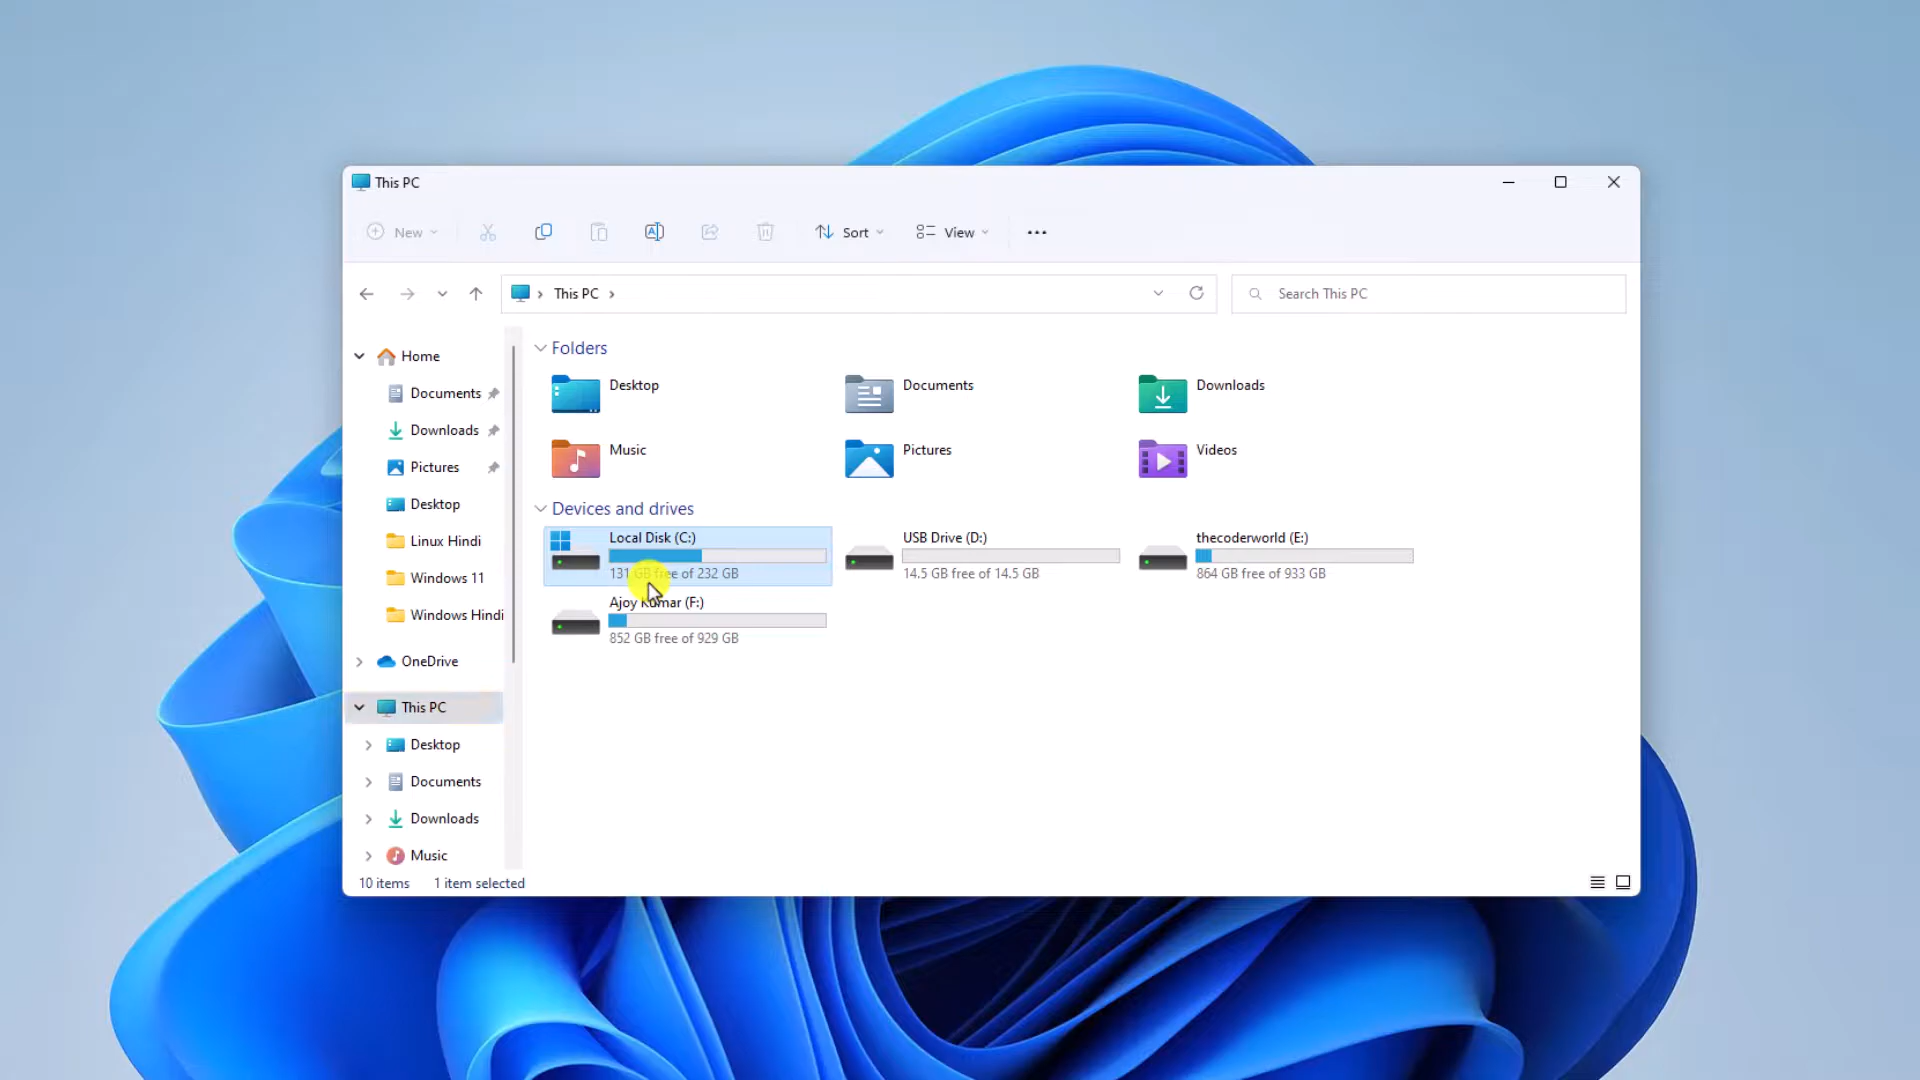 This PC
New
Sort
View
This PC
Search This PC
Home
Documents
Downloads
Pictures
Desktop
Linux Hindi
Windows 11
Windows Hindi
OneDrive
This PC
Desktop
Documents
Downloads
Music
Folders
Desktop
Documents
Downloads
Music
Pictures
Videos
Devices and drives
Local Disk (C:)
131 GB free of 232 GB
USB Drive (D:)
14.5 GB free of 14.5 GB
thecoderworld (E:)
864 GB free of 933 GB
Ajoy Kumar (F:)
852 GB free of 929 GB
10 items
1 item selected